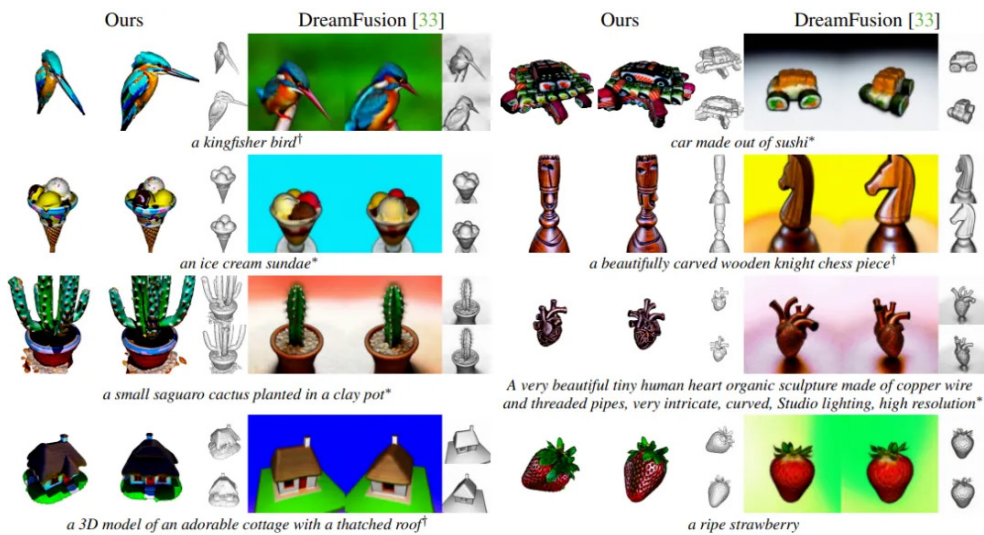 Ours DreamFusion [33] Ours DreamFusion [33]
a kingfisher bird† car made out of sushi*
an ice cream sundae* a beautifully carved wooden knight chess piece†
a small saguaro cactus planted in a clay pot* A very beautiful tiny human heart organic sculpture made of copper wire
and threaded pipes, very intricate, curved, Studio lighting, high resolution*
a 3D model of an adorable cottage with a thatched roof† a ripe strawberry